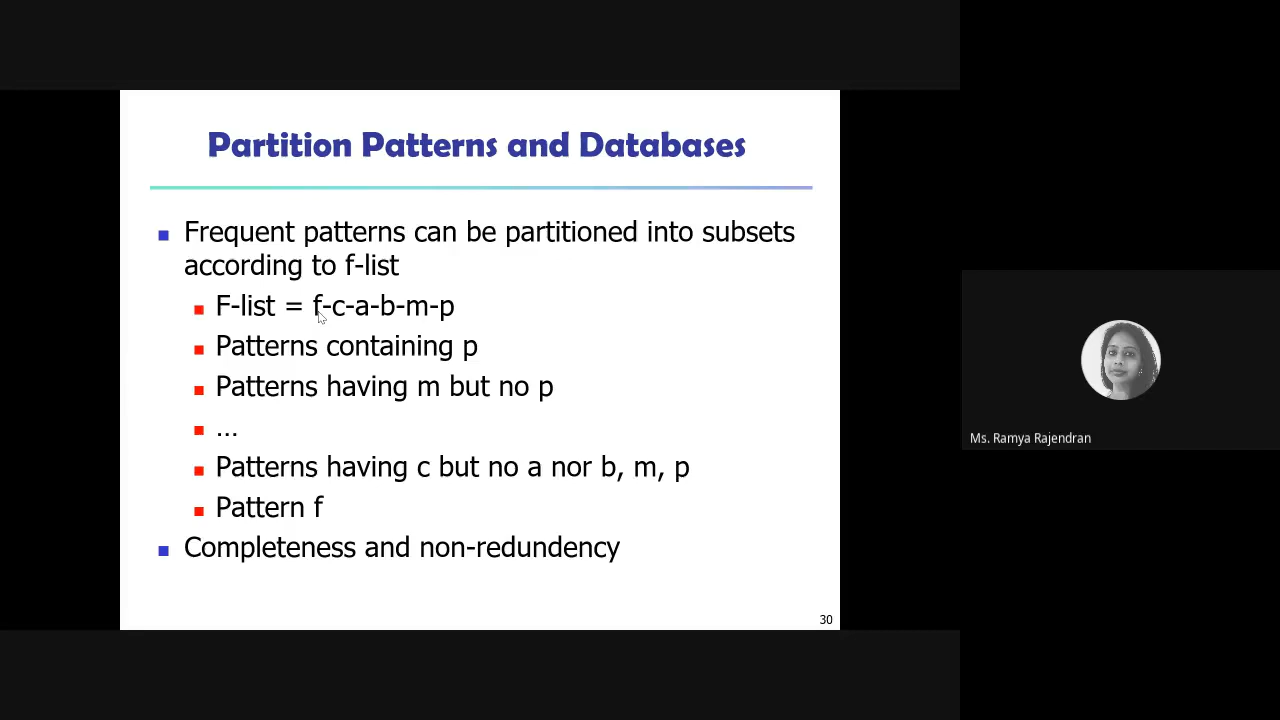 Partition Patterns and Databases
Frequent patterns can be partitioned into subsets
according to f-list
F-list = f-c-a-b-m-p
Patterns containing p
Patterns having m but no p
…
Patterns having c but no a nor b, m, p
Pattern f
Completeness and non-redundency
30
Ms. Ramya Rajendran